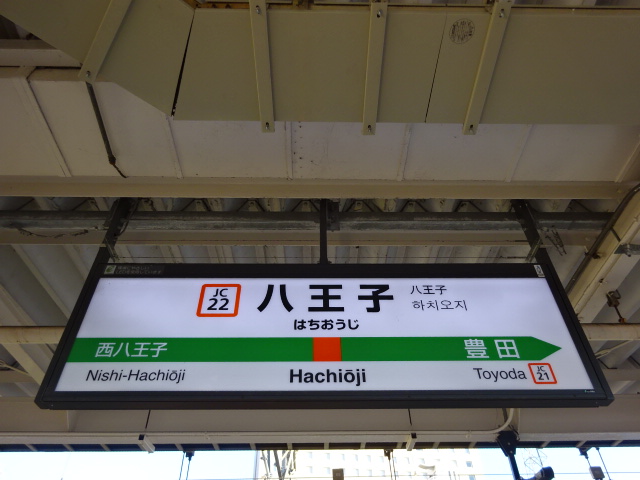 JC
22
八王子
八王子
하치오지
はちおうじ
西八王子
豊田
Nishi-Hachiōji
Hachiōji
Toyoda
JC
21